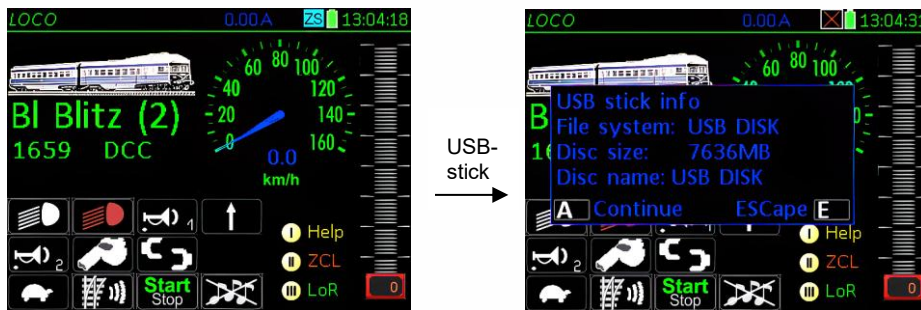 LOCO 0.00A ZS 13:04:18
60 80 100
40 120
20 140
0 160
Bl Blitz (2)
1659 DCC
0.0
km/h
1
I Help
2
II ZCL
Start
Stop
III LoR
0
USB-
stick
LOCO 0.00A 13:04:3
60 80 100
USB stick info
File system: USB DISK
Disc size: 7636MB
Disc name: USB DISK
A Continue ESCape E
I Help
2
II ZCL
Start
Stop
III LoR
0